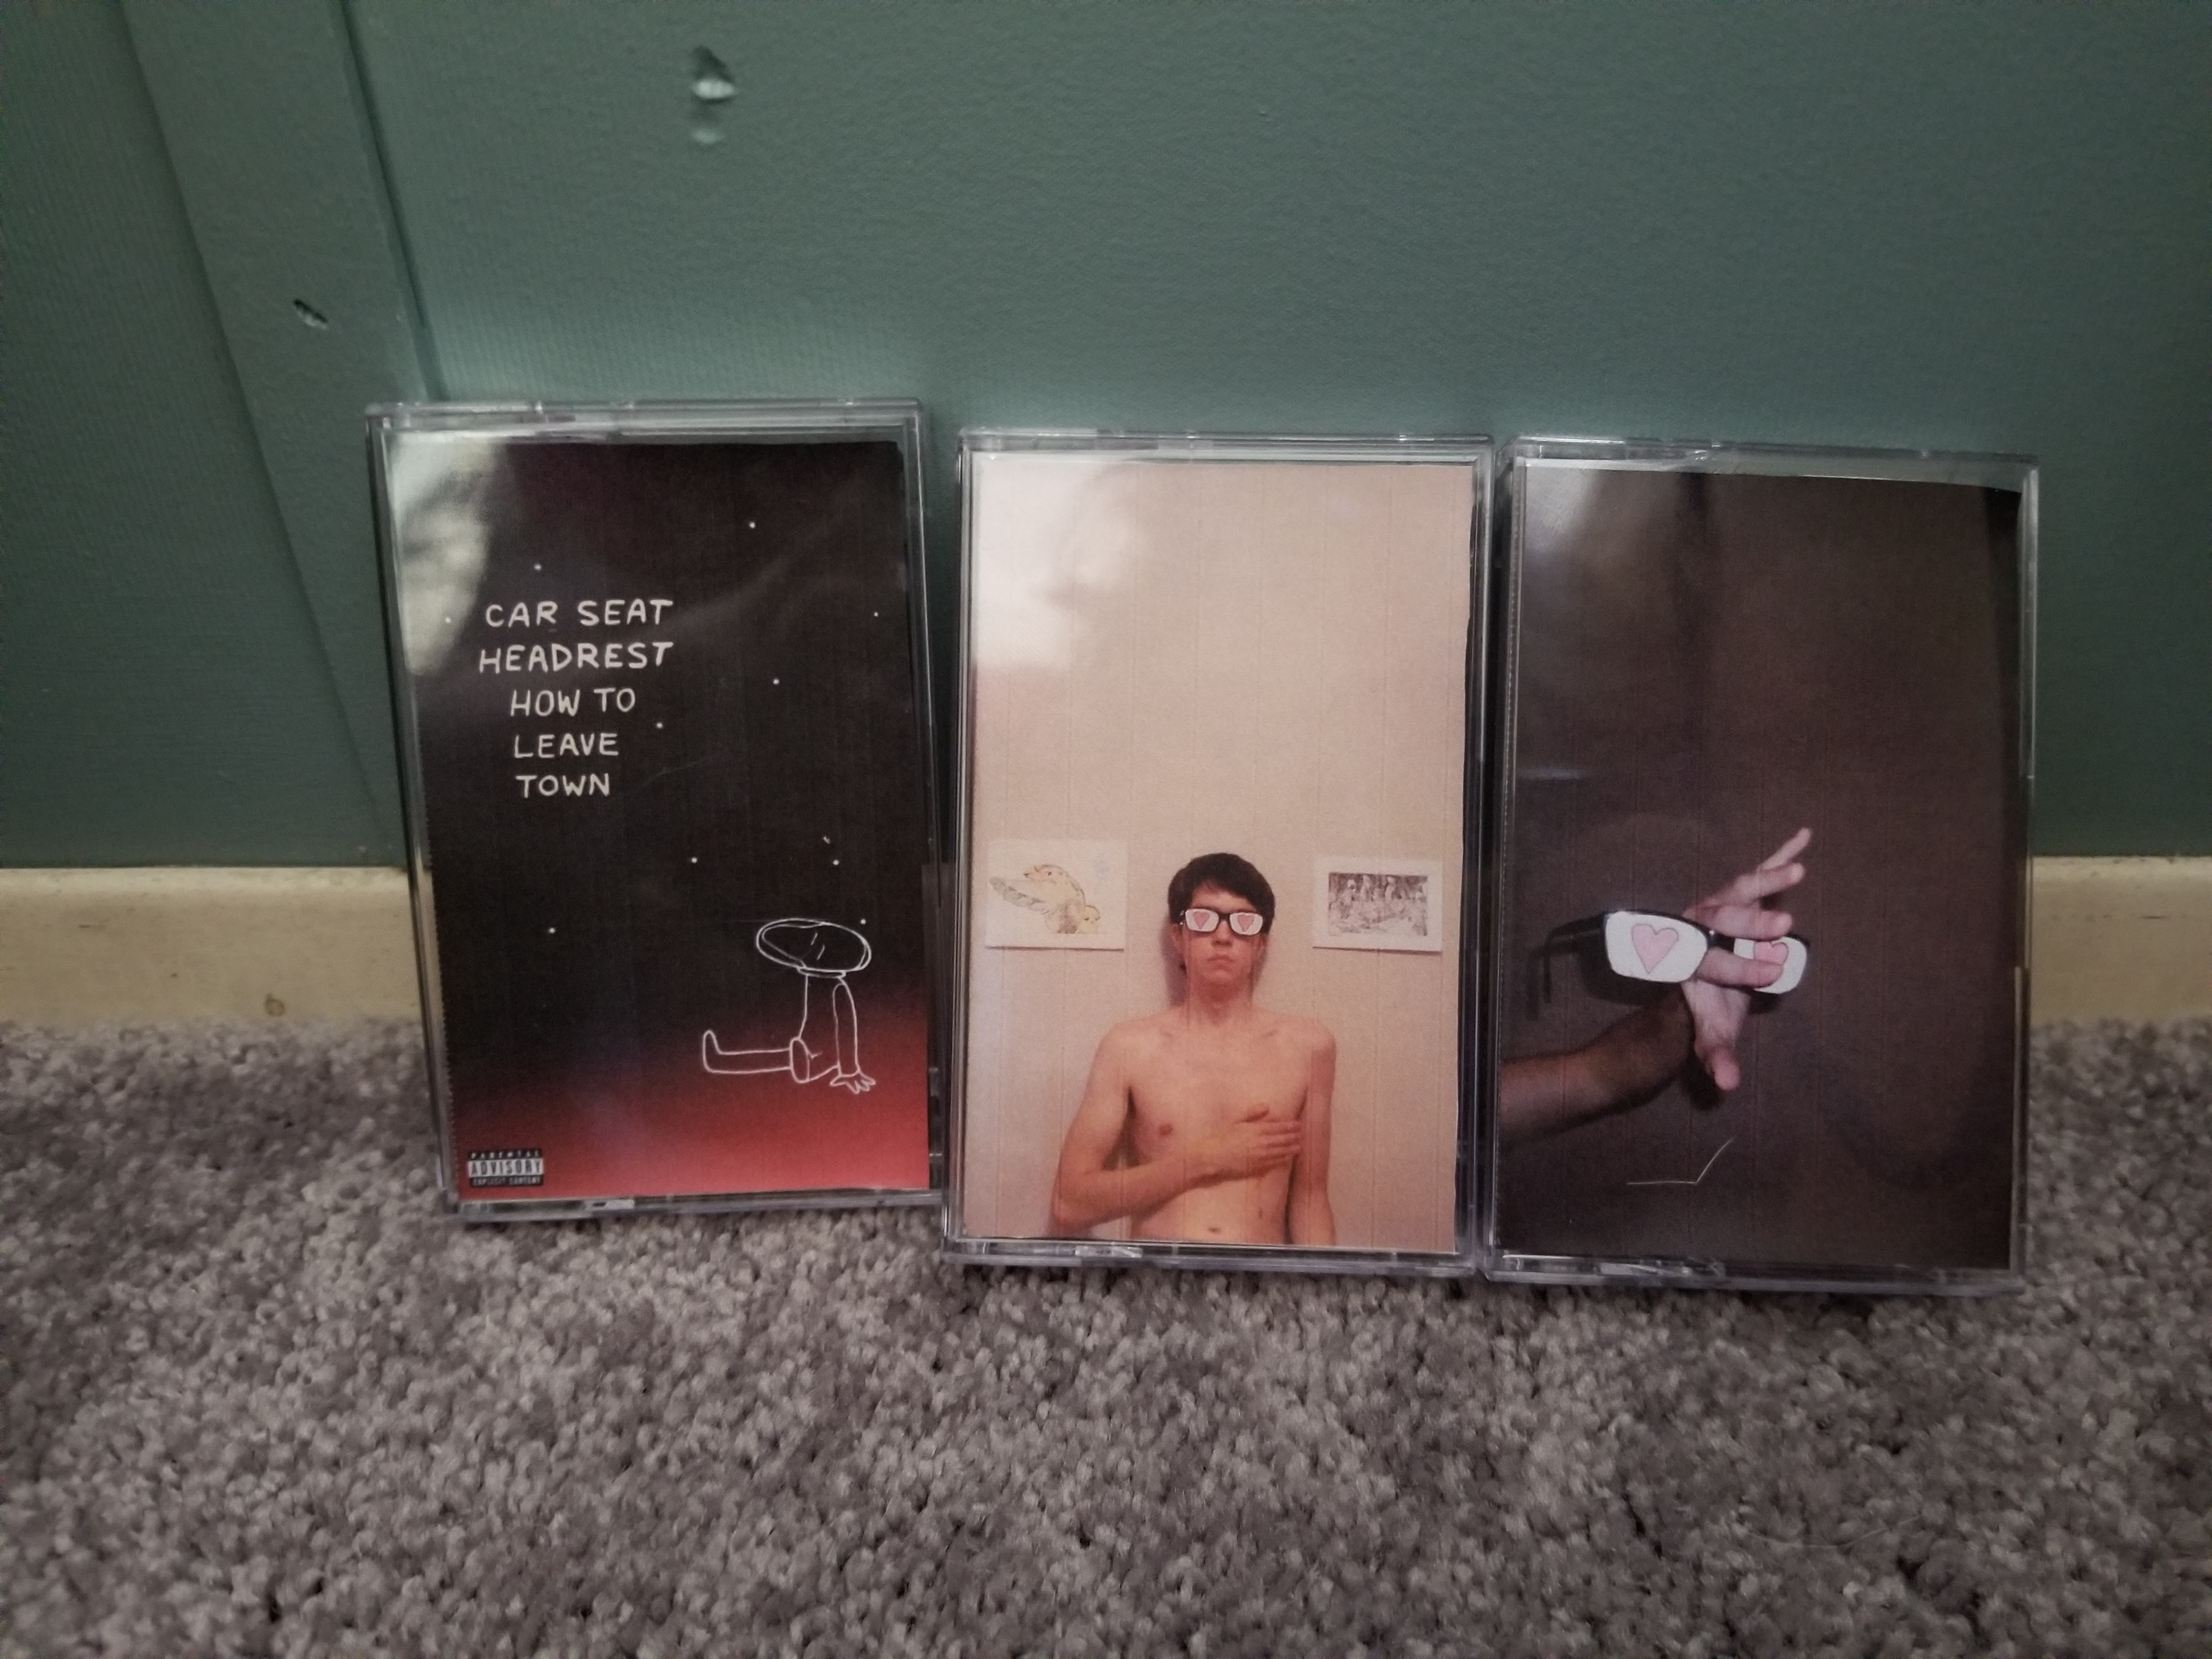 CAR SEAT
HEADREST
HOW TO
LEAVE
TOWN
PARENTAL
ADVISORY
EXPLICIT CONTENT